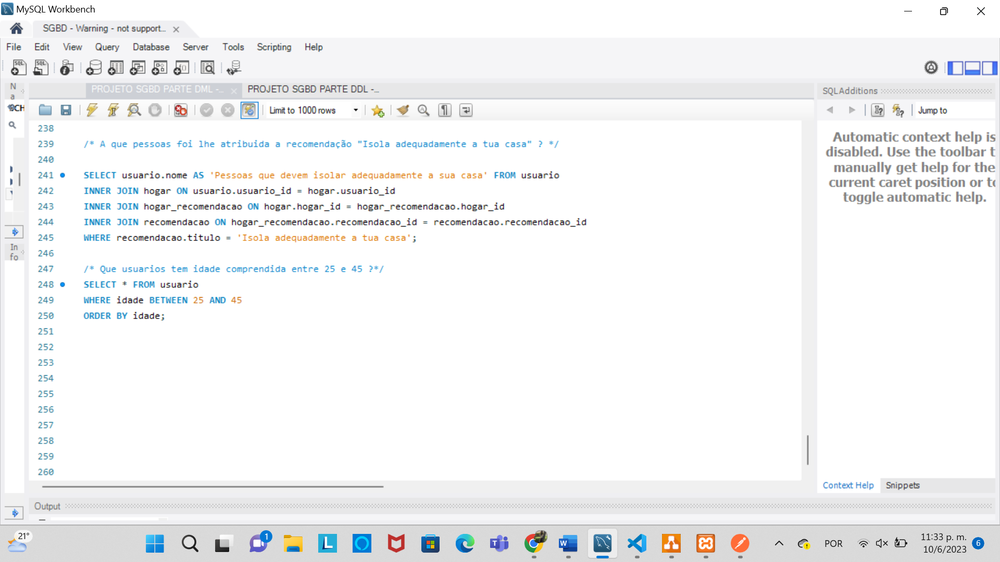 MySQL Workbench
SGBD - Warning - not support...
File Edit View Query Database Server Tools Scripting Help
PROJETO SGBD PARTE DML -... PROJETO SGBD PARTE DDL -...
SQLAdditions
Limit to 1000 rows
Jump to
Na
SCH
Info
238
239 /* A que pessoas foi lhe atribuida a recomendação "Isola adequadamente a tua casa" ? */
240
241 SELECT usuario.nome AS 'Pessoas que devem isolar adequadamente a sua casa' FROM usuario
242 INNER JOIN hogar ON usuario.usuario_id = hogar.usuario_id
243 INNER JOIN hogar_recomendacao ON hogar.hogar_id = hogar_recomendacao.hogar_id
244 INNER JOIN recomendacao ON hogar_recomendacao.recomendacao_id = recomendacao.recomendacao_id
245 WHERE recomendacao.titulo = 'Isola adequadamente a tua casa';
246
247 /* Que usuarios tem idade comprendida entre 25 e 45 ?*/
248 SELECT * FROM usuario
249 WHERE idade BETWEEN 25 AND 45
250 ORDER BY idade;
251
252
253
254
255
256
257
258
259
260
Automatic context help is
disabled. Use the toolbar t
manually get help for the
current caret position or to
toggle automatic help.
Context Help Snippets
Output
21°
1
POR
11:33 p. m.
10/6/2023
6